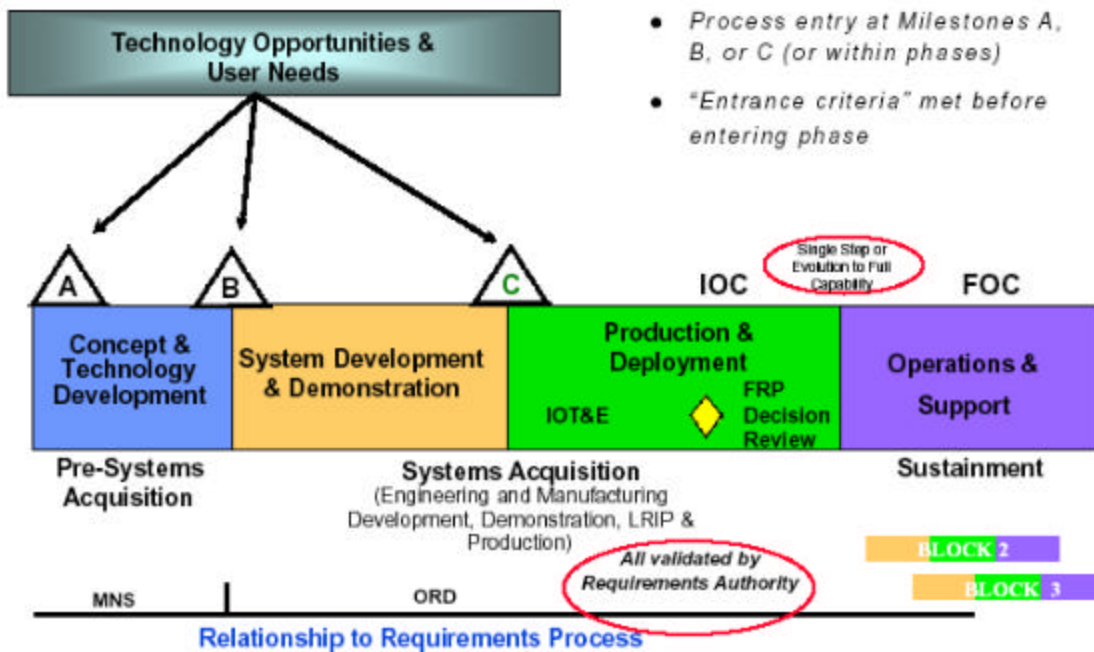 Technology Opportunities &
User Needs
● Process entry at Milestones A,
B, or C (or within phases)
● “Entrance criteria” met before
entering phase
A
B
C
IOC
Single Step or
Evolution to Full
Capability
FOC
Concept &
Technology
Development
System Development
& Demonstration
Production &
Deployment
IOT&E
FRP
Decision
Review
Operations &
Support
Pre-Systems
Acquisition
Systems Acquisition
(Engineering and Manufacturing
Development, Demonstration, LRIP &
Production)
Sustainment
All validated by
Requirements Authority
BLOCK 2
BLOCK 3
MNS
ORD
Relationship to Requirements Process